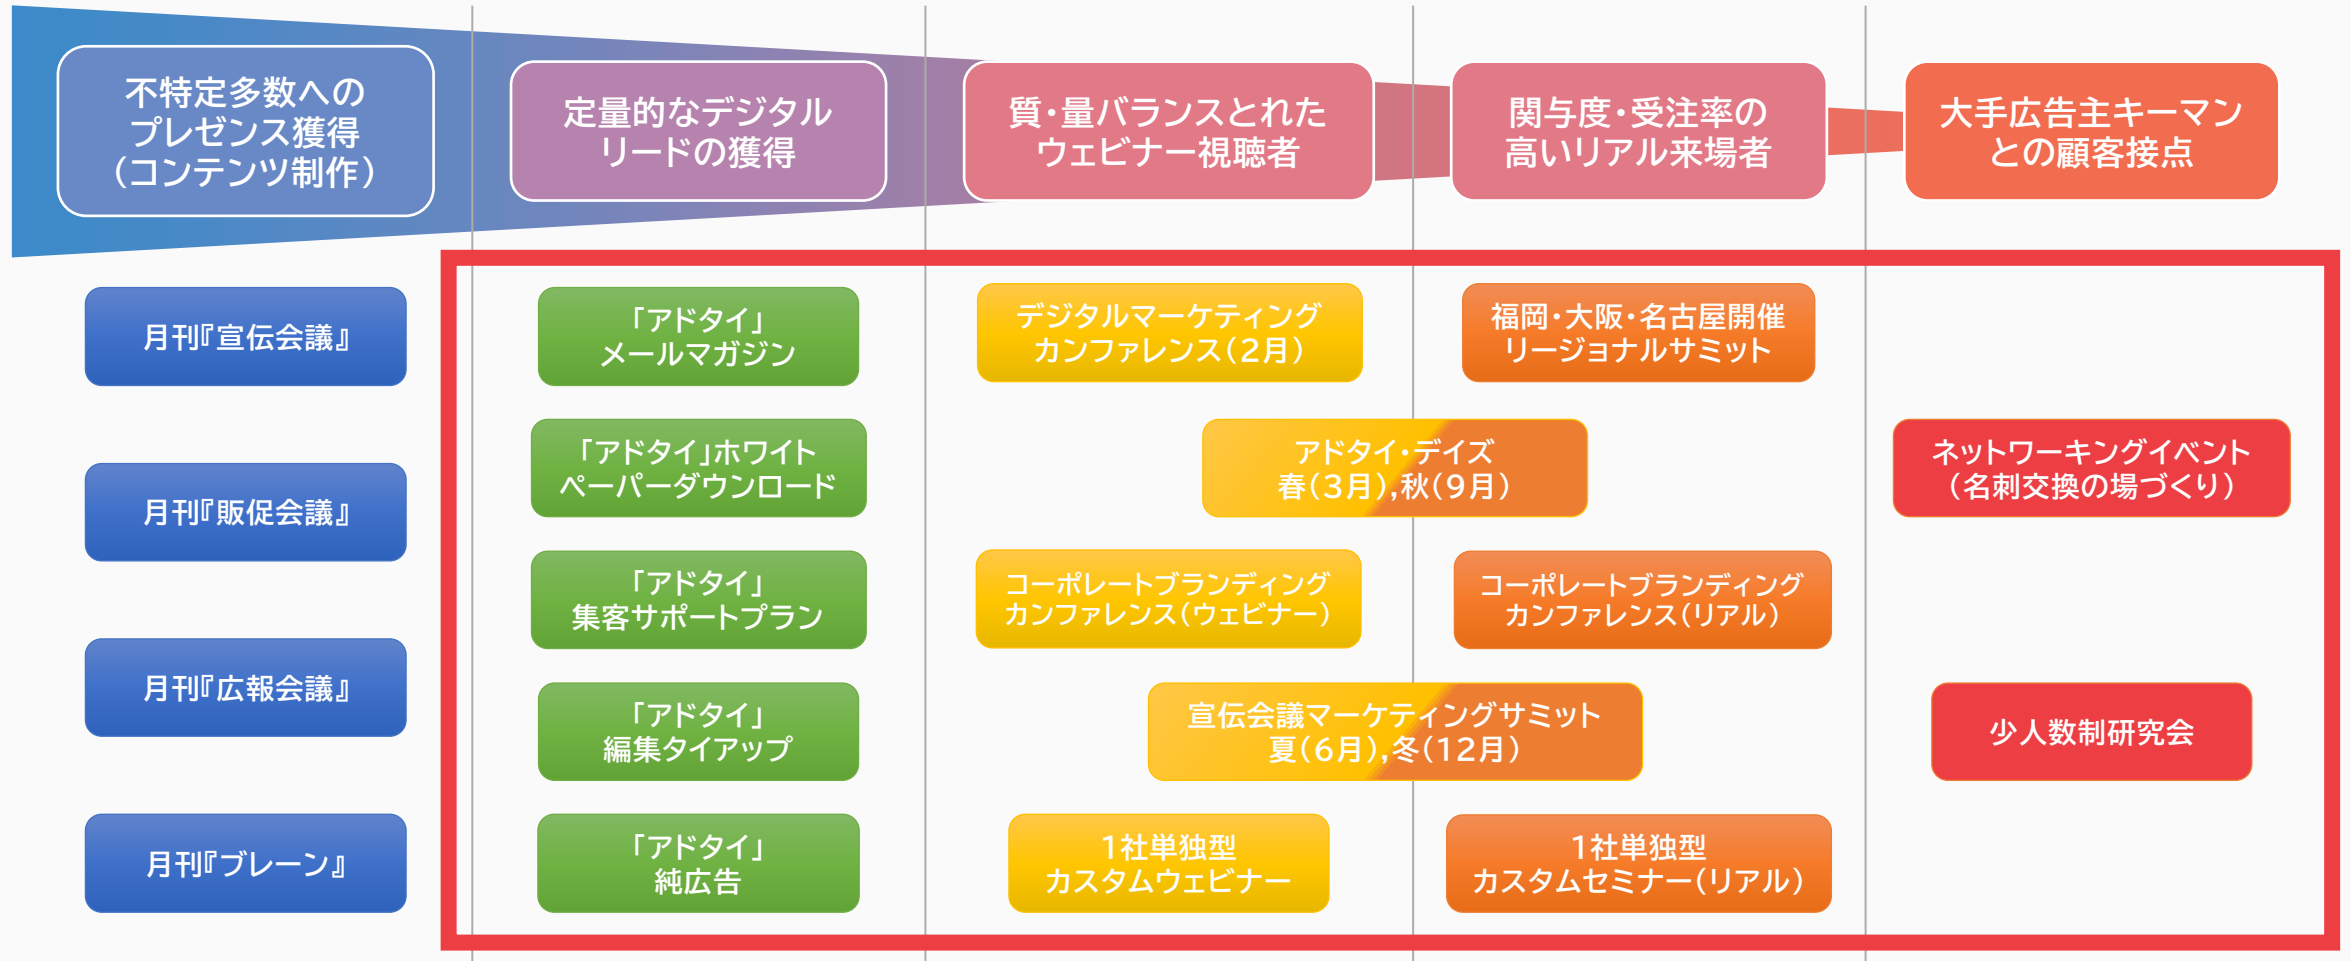 不特定多数への
プレゼンス獲得
（コンテンツ制作）
定量的なデジタル
リードの獲得
質・量バランスとれた
ウェビナー視聴者
関与度・受注率の
高いリアル来場者
大手広告主キーマン
との顧客接点
月刊『宣伝会議』
月刊『販促会議』
月刊『広報会議』
月刊『ブレーン』
「アドタイ」
メールマガジン
「アドタイ」ホワイト
ペーパーダウンロード
「アドタイ」
集客サポートプラン
「アドタイ」
編集タイアップ
「アドタイ」
純広告
デジタルマーケティング
カンファレンス（2月）
福岡・大阪・名古屋開催
リージョナルサミット
アドタイ・デイズ
春（3月）,秋（9月）
コーポレートブランディング
カンファレンス（ウェビナー）
コーポレートブランディング
カンファレンス（リアル）
宣伝会議マーケティングサミット
夏（6月）,冬（12月）
1社単独型
カスタムウェビナー
1社単独型
カスタムセミナー（リアル）
ネットワーキングイベント
（名刺交換の場づくり）
少人数制研究会